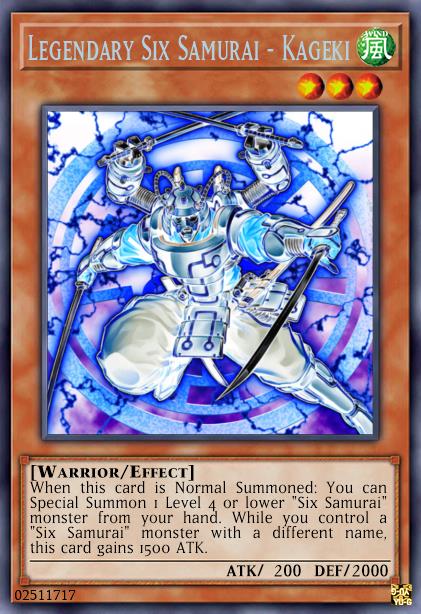 Legendary Six Samurai - Kageki
WIND
風
[Warrior/Effect]
When this card is Normal Summoned: You can
Special Summon 1 Level 4 or lower "Six Samurai"
monster from your hand. While you control a
"Six Samurai" monster with a different name,
this card gains 1500 ATK.
ATK/ 200 DEF/2000
02511717